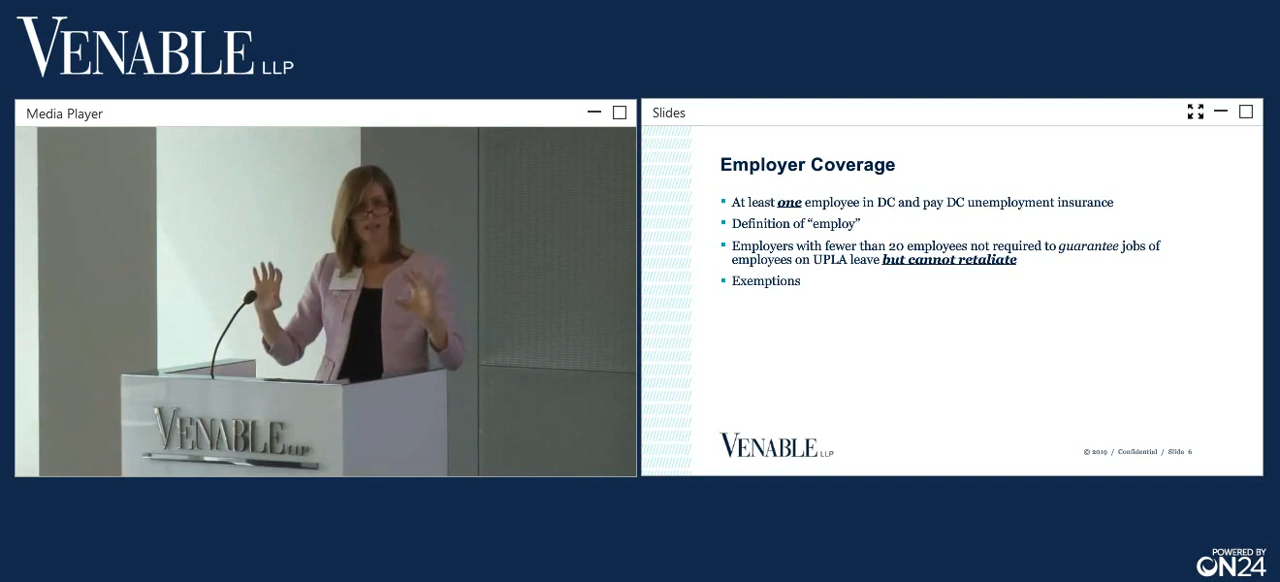 VENABLE LLP
Media Player
Slides
Employer Coverage
At least one employee in DC and pay DC unemployment insurance
Definition of “employ”
Employers with fewer than 20 employees not required to guarantee jobs of
employees on UPLA leave but cannot retaliate
Exemptions
VENABLE LLP
VENABLE LLP
© 2019 / Confidential / Slide 6
POWERED BY
ON24